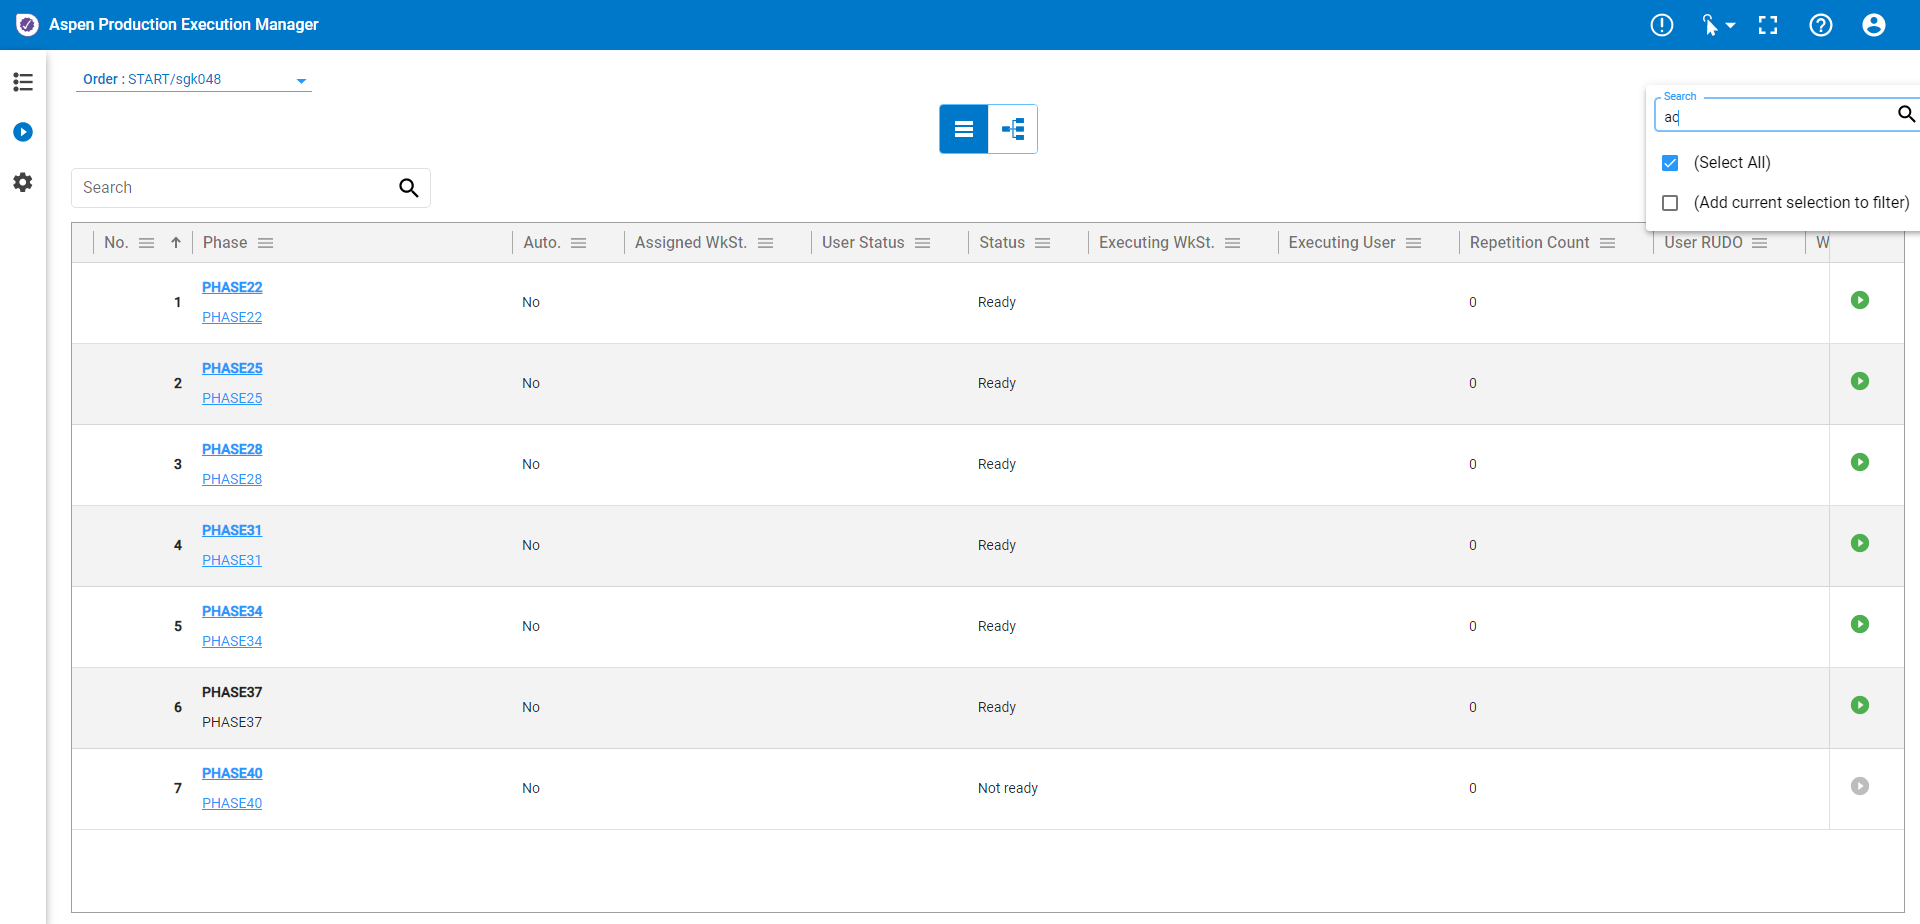 Aspen Production Execution Manager
Order : START/sgk048
Search
ac
(Select All)
(Add current selection to filter)
Search
No. Phase Auto. Assigned WkSt. User Status Status Executing WkSt. Executing User Repetition Count User RUDO W
1 PHASE22 No Ready 0
PHASE22
2 PHASE25 No Ready 0
PHASE25
3 PHASE28 No Ready 0
PHASE28
4 PHASE31 No Ready 0
PHASE31
5 PHASE34 No Ready 0
PHASE34
6 PHASE37 No Ready 0
PHASE37
7 PHASE40 No Not ready 0
PHASE40